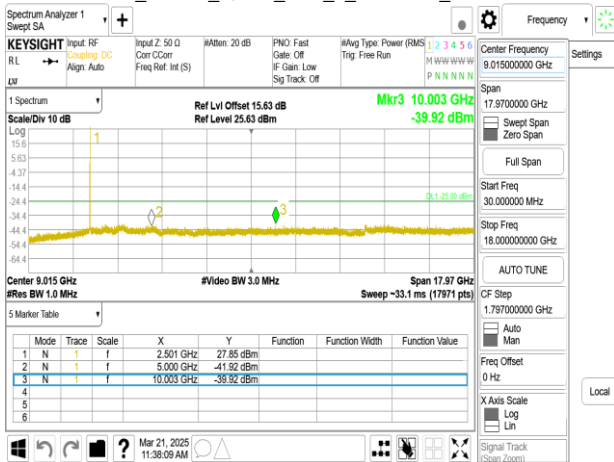 Spectrum Analyzer 1
Swept SA
+
Frequency
KEYSIGHT
RL
Input: RF
Coupling: DC
Align: Auto
Input Z: 50 Ω
Corr CCorr
Freq Ref: Int (S)
#Atten: 20 dB
PNO: Fast
Gate: Off
IF Gain: Low
Sig Track: Off
#Avg Type: Power (RMS
Trig: Free Run
1 2 3 4 5 6
M W W W W W
P N N N N N
1 Spectrum
Scale/Div 10 dB
Ref Lvl Offset 15.63 dB
Ref Level 25.63 dBm
Mkr3 10.003 GHz
-39.92 dBm
Log
15.6
5.63
-4.37
-14.4
-24.4
-34.4
-44.4
-54.4
-64.4
1
2
3
DL1 -25.00 dBm
Center 9.015 GHz
#Res BW 1.0 MHz
#Video BW 3.0 MHz
Span 17.97 GHz
Sweep ~33.1 ms (17971 pts)
5 Marker Table
Mode Trace Scale X Y Function Function Width Function Value
1 N 1 f 2.501 GHz 27.85 dBm
2 N 1 f 5.000 GHz -41.92 dBm
3 N 1 f 10.003 GHz -39.92 dBm
4
5
6
?
Mar 21, 2025
11:38:09 AM
Center Frequency
9.015000000 GHz
Span
17.9700000 GHz
Swept Span
Zero Span
Full Span
Start Freq
30.000000 MHz
Stop Freq
18.000000000 GHz
AUTO TUNE
CF Step
1.797000000 GHz
Auto
Man
Freq Offset
0 Hz
X Axis Scale
Log
Lin
Signal Track
(Span Zoom)
Settings
Local